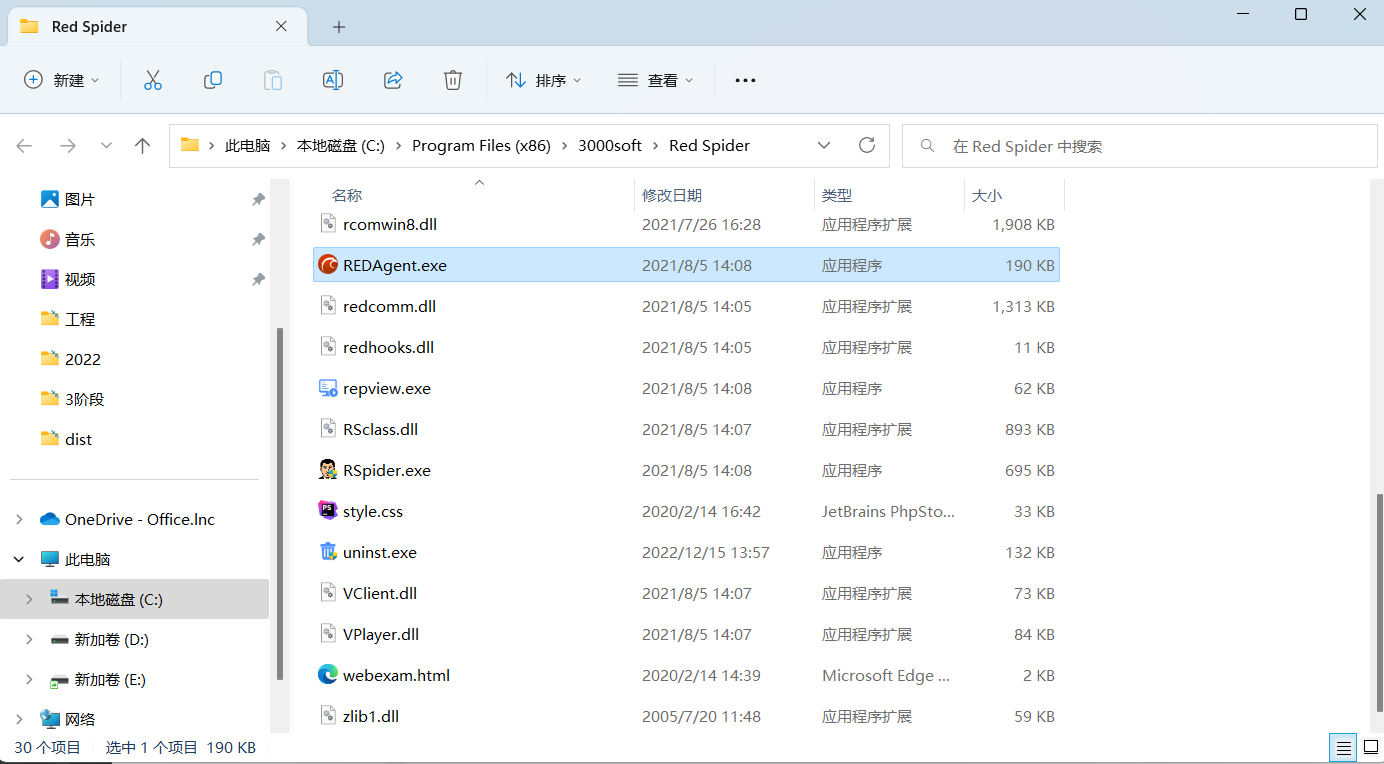 Red Spider
新建
排序
查看
此电脑 > 本地磁盘 (C:) > Program Files (x86) > 3000soft > Red Spider
在 Red Spider 中搜索
图片
音乐
视频
工程
2022
3阶段
dist
OneDrive - Office.lnc
此电脑
本地磁盘 (C:)
新加卷 (D:)
新加卷 (E:)
网络
名称 修改日期 类型 大小
rcomwin8.dll 2021/7/26 16:28 应用程序扩展 1,908 KB
REDAgent.exe 2021/8/5 14:08 应用程序 190 KB
redcomm.dll 2021/8/5 14:05 应用程序扩展 1,313 KB
redhooks.dll 2021/8/5 14:05 应用程序扩展 11 KB
repview.exe 2021/8/5 14:08 应用程序 62 KB
RSclass.dll 2021/8/5 14:07 应用程序扩展 893 KB
RSpider.exe 2021/8/5 14:08 应用程序 695 KB
style.css 2020/2/14 16:42 JetBrains PhpSto... 33 KB
uninst.exe 2022/12/15 13:57 应用程序 132 KB
VClient.dll 2021/8/5 14:07 应用程序扩展 73 KB
VPlayer.dll 2021/8/5 14:07 应用程序扩展 84 KB
webexam.html 2020/2/14 14:39 Microsoft Edge ... 2 KB
zlib1.dll 2005/7/20 11:48 应用程序扩展 59 KB
30 个项目 选中 1 个项目 190 KB